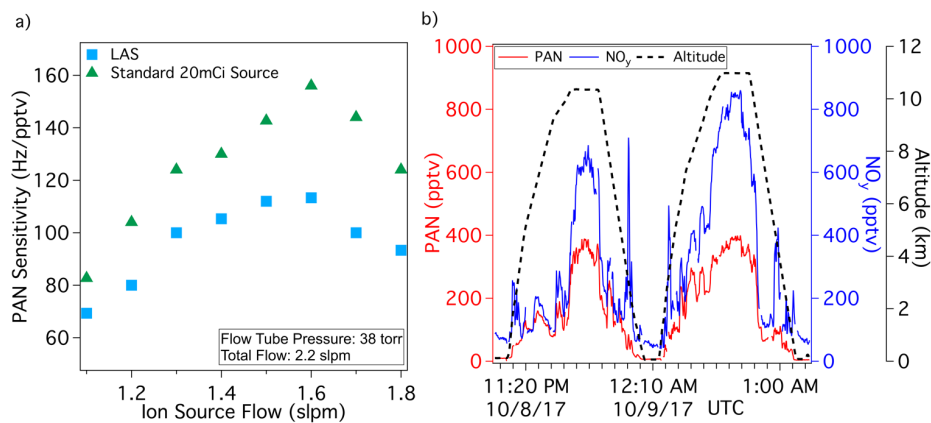 a)
LAS
Standard 20mCi Source
160
140
120
100
80
60
PAN Sensitivity (Hz/pptv)
Flow Tube Pressure: 38 torr
Total Flow: 2.2 slpm
1.2
1.4
1.6
1.8
Ion Source Flow (slpm)
b)
PAN NOy Altitude
1000
800
600
400
200
0
PAN (pptv)
1000
800
600
400
200
0
NOy (pptv)
12
10
8
6
4
2
0
Altitude (km)
11:20 PM 12:10 AM 1:00 AM
10/8/17 10/9/17 UTC